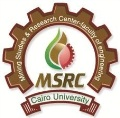 Mining Studies & Research Center-faculty of engineering
MSRC
Cairo University